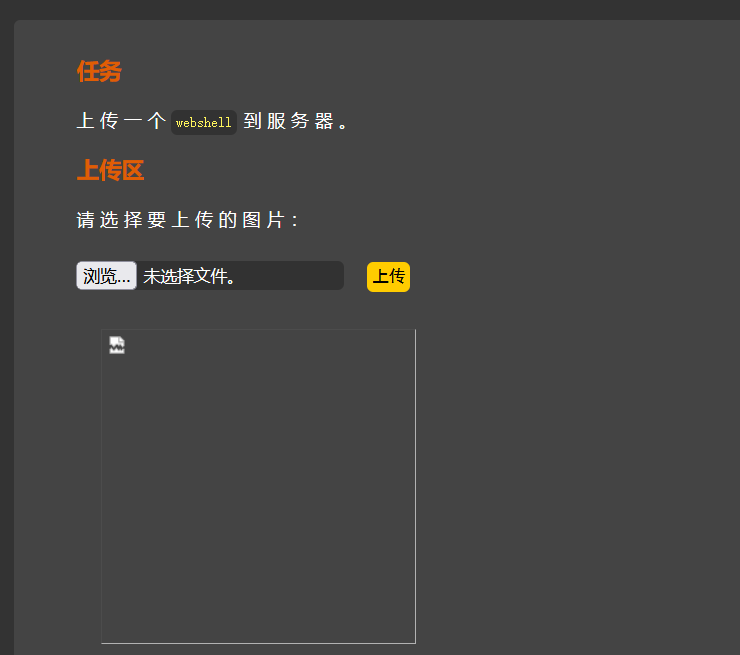 任务
上传一个 webshell 到服务器。
上传区
请选择要上传的图片：
浏览... 未选择文件。 上传